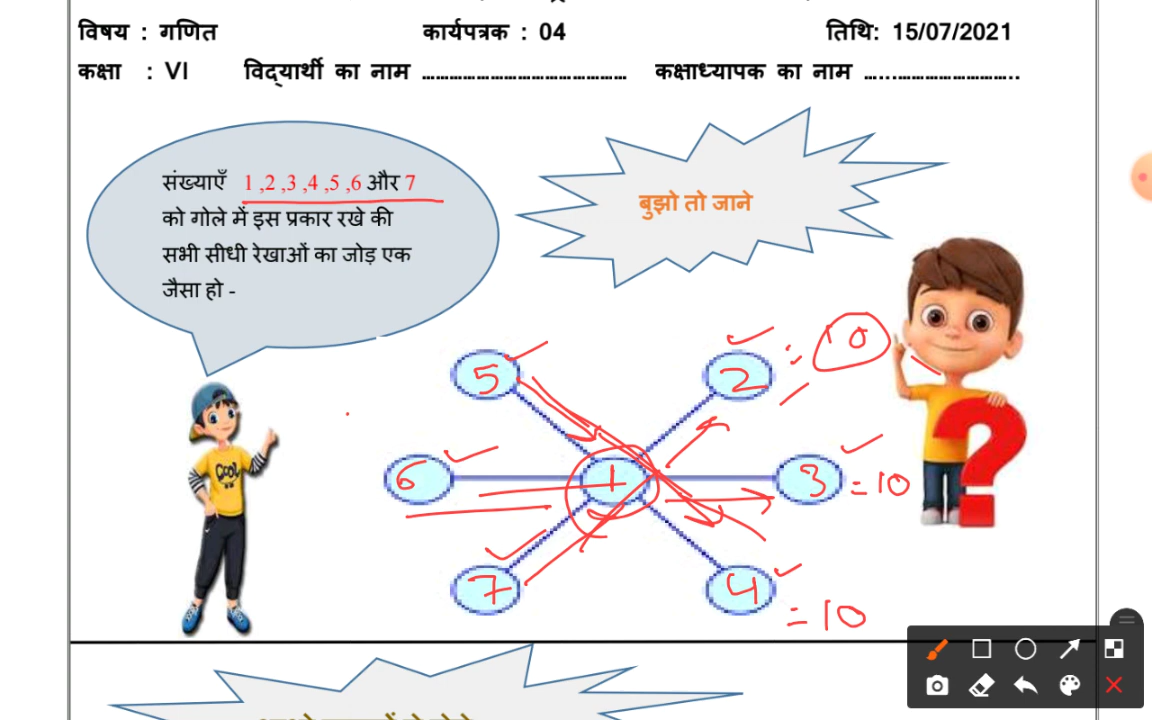 विषय : गणित कार्यपत्रक : 04 तिथि: 15/07/2021
कक्षा : VI विद्यार्थी का नाम ........................................ कक्षाध्यापक का नाम ............................
संख्याएँ 1 ,2 ,3 ,4 ,5 ,6 और 7
को गोले में इस प्रकार रखे की
सभी सीधी रेखाओं का जोड़ एक
जैसा हो -
बुझो तो जाने
5 2 = 10
6 1 3 = 10
7 4 = 10
COOL